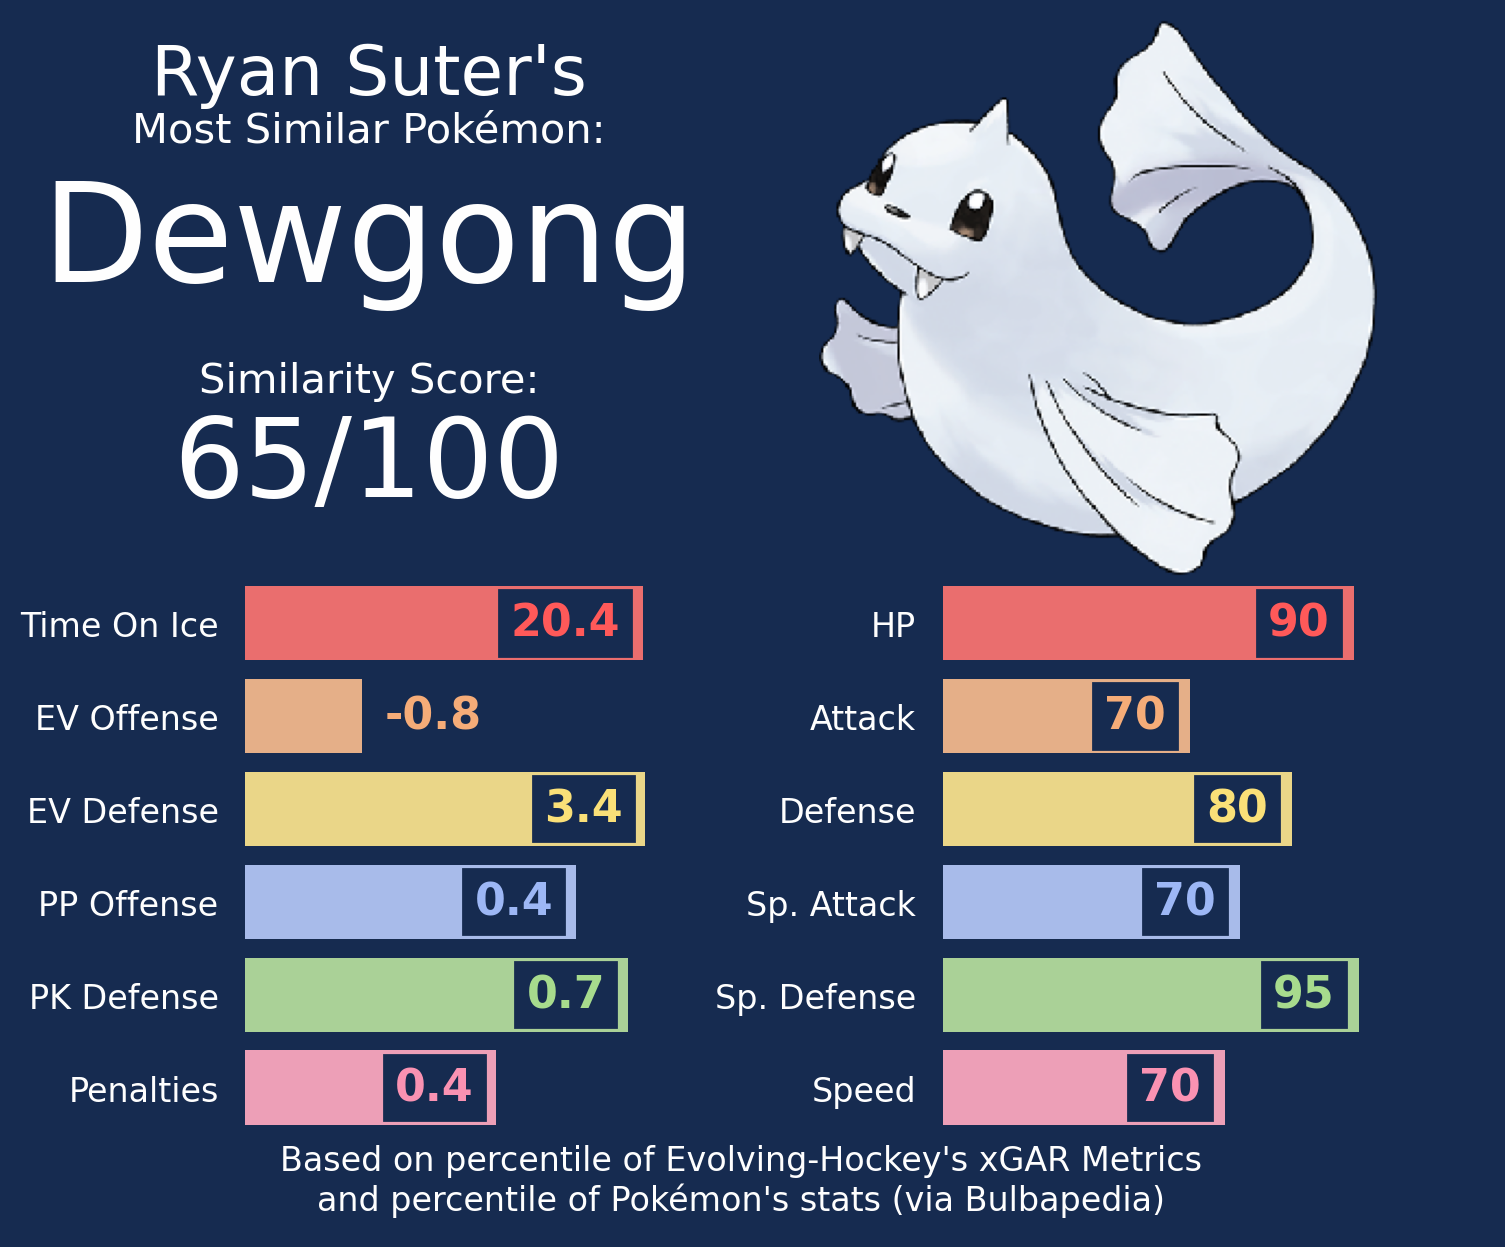 Ryan Suter's
Most Similar Pokémon:
Dewgong
Similarity Score:
65/100
Time On Ice 20.4
EV Offense -0.8
EV Defense 3.4
PP Offense 0.4
PK Defense 0.7
Penalties 0.4
HP 90
Attack 70
Defense 80
Sp. Attack 70
Sp. Defense 95
Speed 70
Based on percentile of Evolving-Hockey's xGAR Metrics
and percentile of Pokémon's stats (via Bulbapedia)